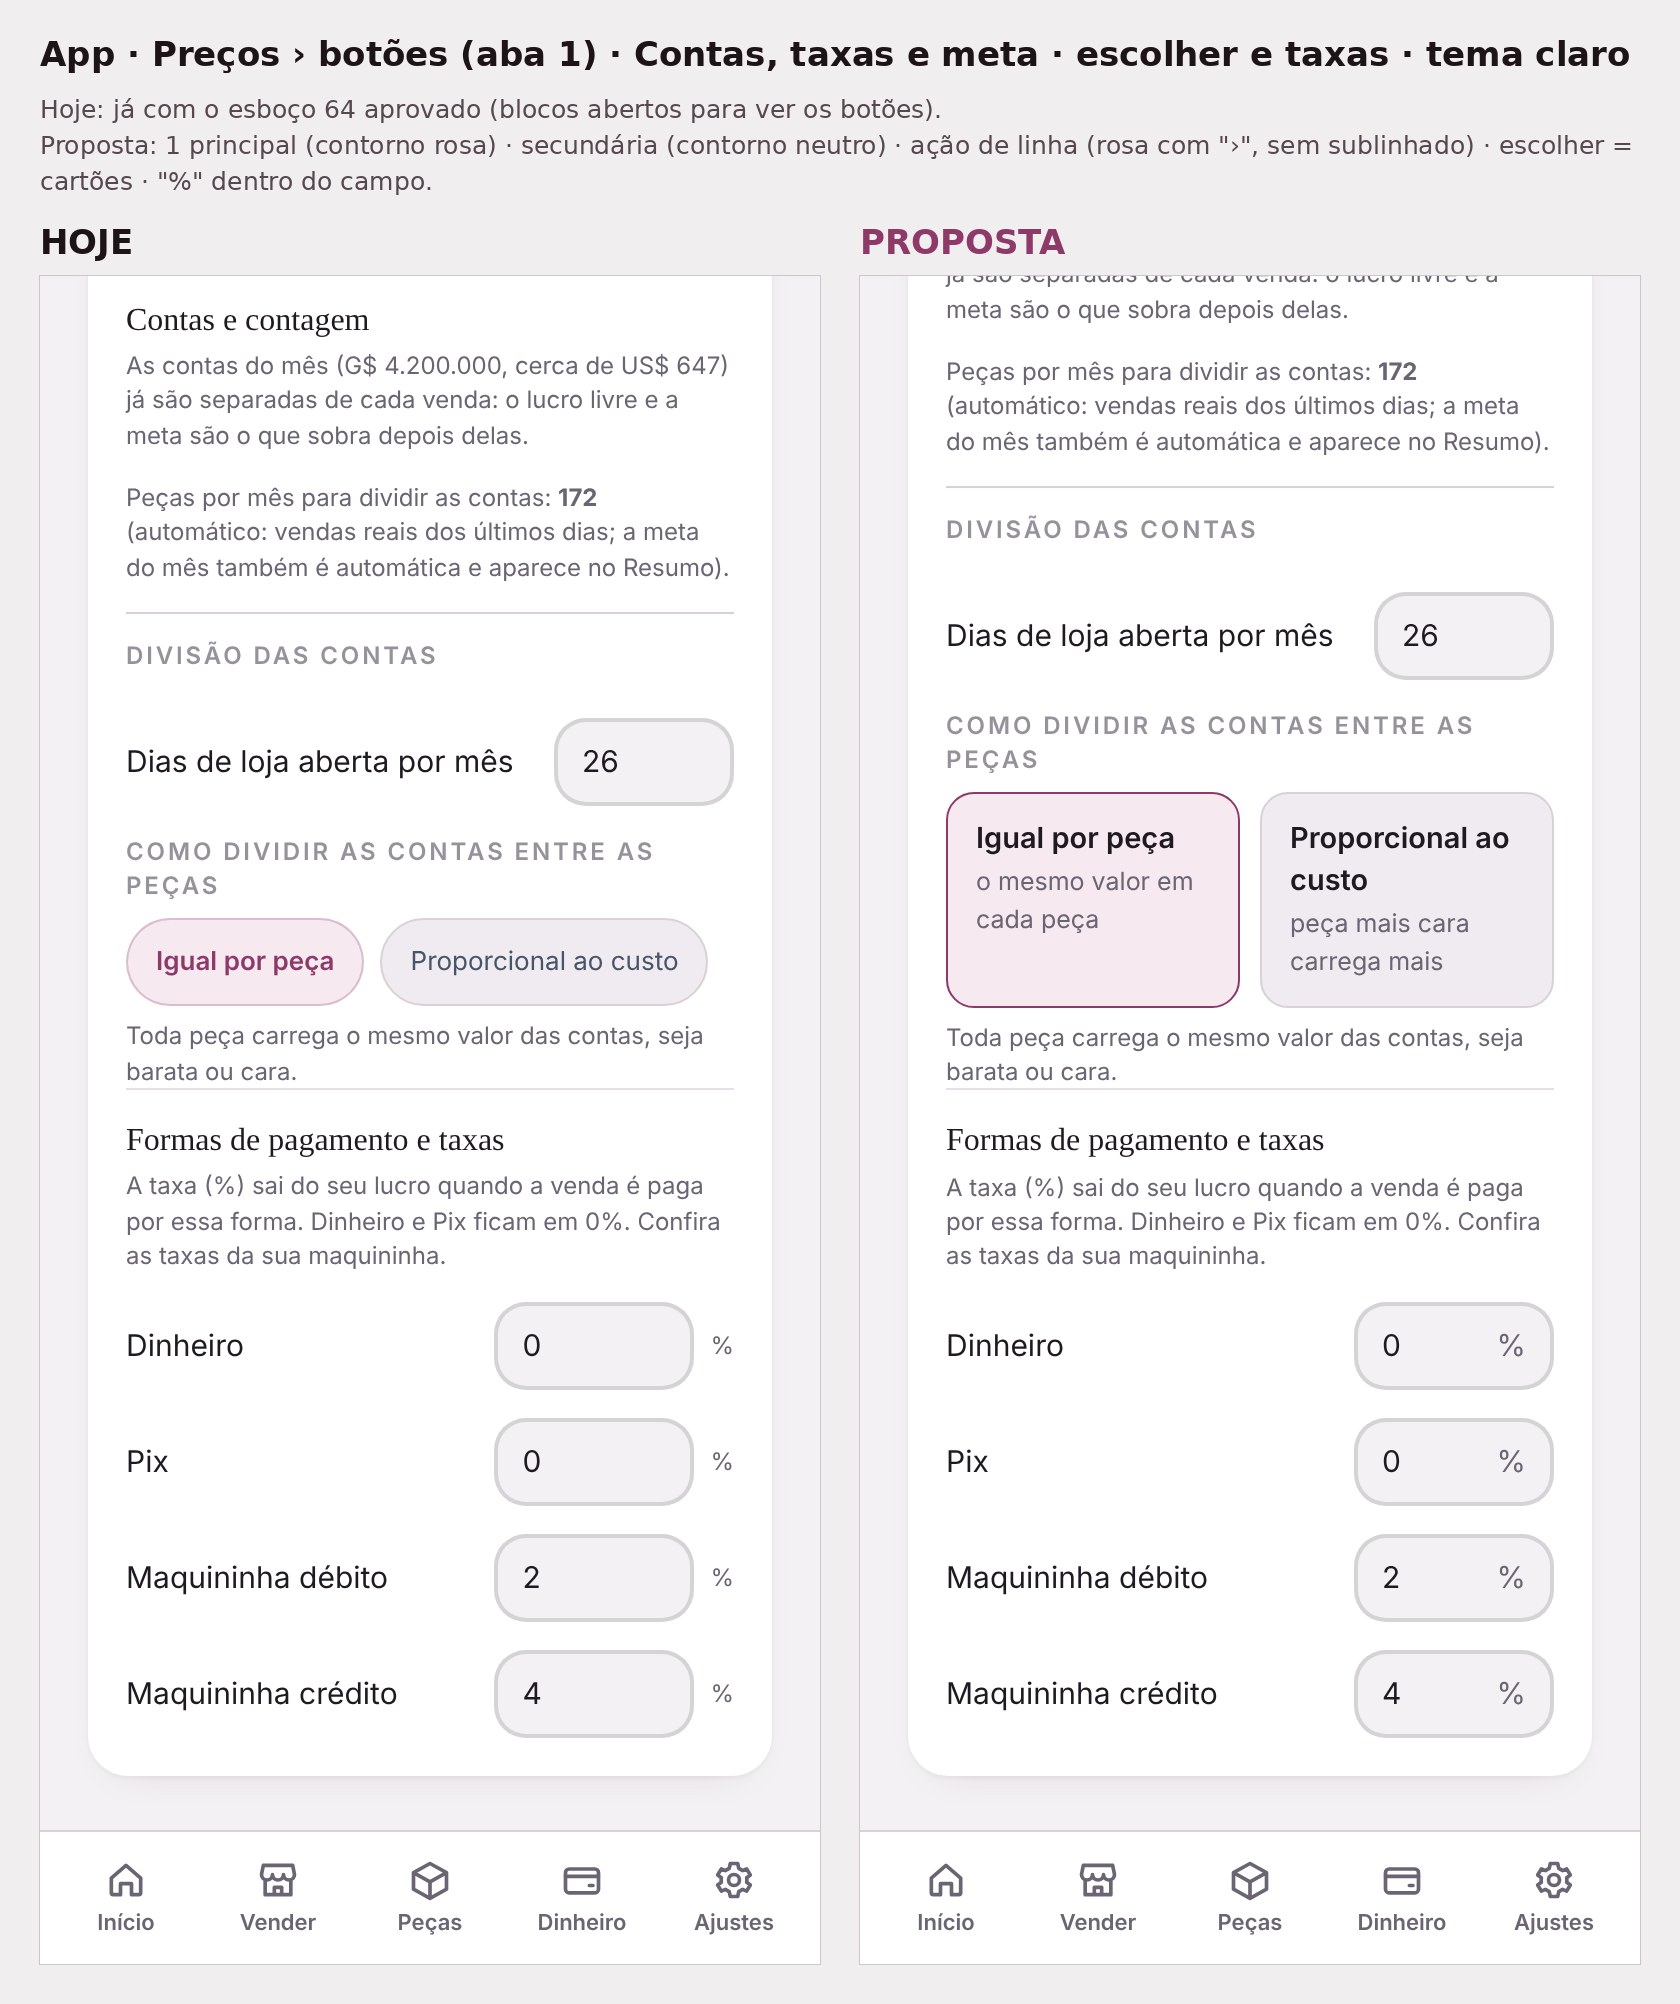 App · Preços › botões (aba 1) · Contas, taxas e meta · escolher e taxas · tema claro
Hoje: já com o esboço 64 aprovado (blocos abertos para ver os botões).
Proposta: 1 principal (contorno rosa) · secundária (contorno neutro) · ação de linha (rosa com "›", sem sublinhado) · escolher =
cartões · "%" dentro do campo.
HOJE
Contas e contagem
As contas do mês (G$ 4.200.000, cerca de US$ 647)
já são separadas de cada venda: o lucro livre e a
meta são o que sobra depois delas.
Peças por mês para dividir as contas: 172
(automático: vendas reais dos últimos dias; a meta
do mês também é automática e aparece no Resumo).
DIVISÃO DAS CONTAS
Dias de loja aberta por mês 26
COMO DIVIDIR AS CONTAS ENTRE AS
PEÇAS
Igual por peça Proporcional ao custo
Toda peça carrega o mesmo valor das contas, seja
barata ou cara.
Formas de pagamento e taxas
A taxa (%) sai do seu lucro quando a venda é paga
por essa forma. Dinheiro e Pix ficam em 0%. Confira
as taxas da sua maquininha.
Dinheiro 0 %
Pix 0 %
Maquininha débito 2 %
Maquininha crédito 4 %
Início Vender Peças Dinheiro Ajustes
PROPOSTA
já são separadas de cada venda: o lucro livre e a
meta são o que sobra depois delas.
Peças por mês para dividir as contas: 172
(automático: vendas reais dos últimos dias; a meta
do mês também é automática e aparece no Resumo).
DIVISÃO DAS CONTAS
Dias de loja aberta por mês 26
COMO DIVIDIR AS CONTAS ENTRE AS
PEÇAS
Igual por peça
o mesmo valor em
cada peça
Proporcional ao
custo
peça mais cara
carrega mais
Toda peça carrega o mesmo valor das contas, seja
barata ou cara.
Formas de pagamento e taxas
A taxa (%) sai do seu lucro quando a venda é paga
por essa forma. Dinheiro e Pix ficam em 0%. Confira
as taxas da sua maquininha.
Dinheiro 0 %
Pix 0 %
Maquininha débito 2 %
Maquininha crédito 4 %
Início Vender Peças Dinheiro Ajustes